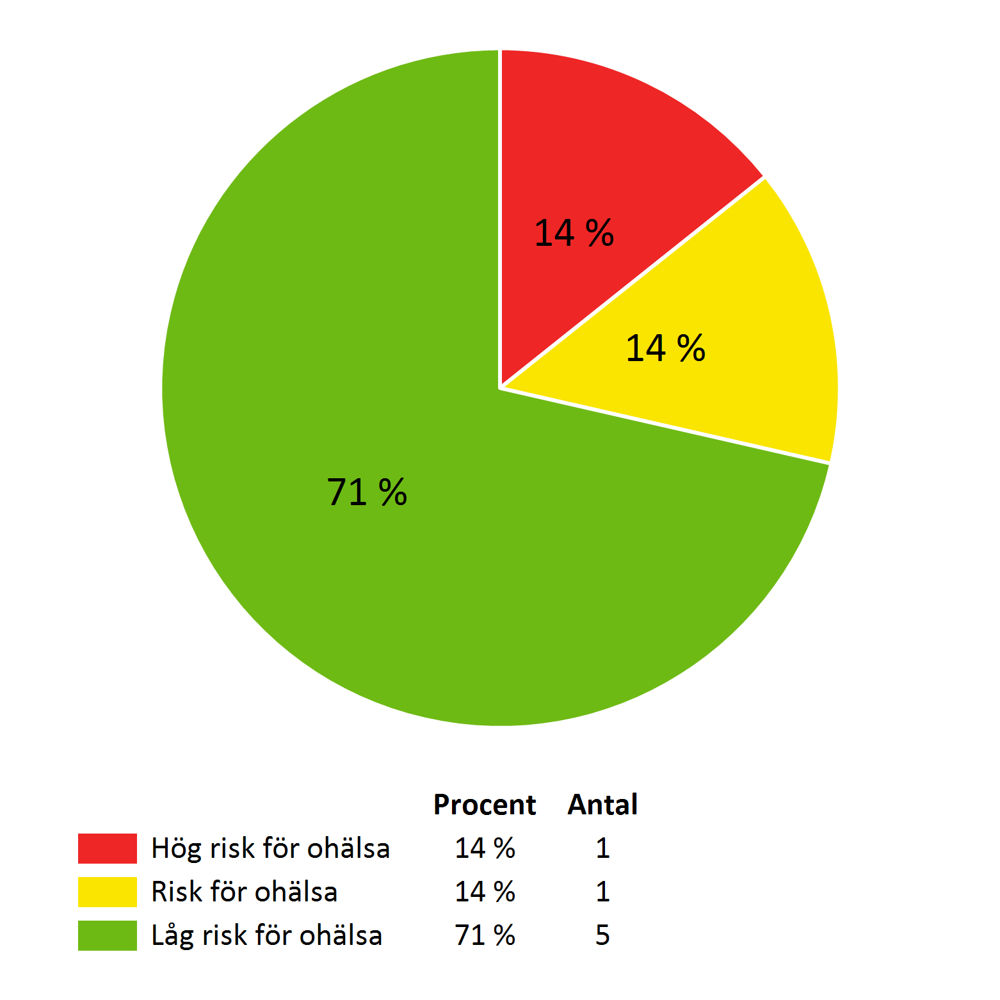 14 %
14 %
71 %
Procent Antal
Hög risk för ohälsa 14 % 1
Risk för ohälsa 14 % 1
Låg risk för ohälsa 71 % 5